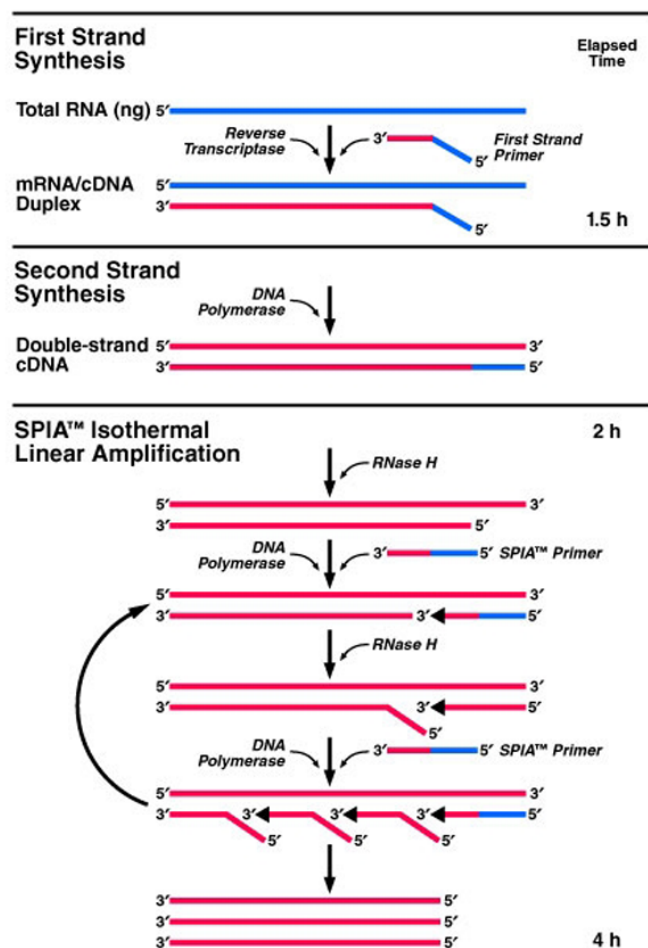 First Strand
Synthesis
Elapsed
Time
Total RNA (ng) 5′
Reverse
Transcriptase
3′
First Strand
5′ Primer
mRNA/cDNA 5′
Duplex 3′
5′
1.5 h
Second Strand
Synthesis
DNA
Polymerase
Double-strand 5′ 3′
cDNA 3′ 5′
SPIA™ Isothermal
Linear Amplification
2 h
RNase H
5′ 3′
3′ 5′
DNA
Polymerase
3′ 5′ SPIA™ Primer
5′ 3′
3′ 3′ 5′
RNase H
5′ 3′
3′ 3′ 5′
5′
DNA
Polymerase
3′ 5′ SPIA™ Primer
5′ 3′
3′ 3′ 3′ 3′ 5′
5′ 5′ 5′
3′ 5′
3′ 5′
3′ 5′
4 h